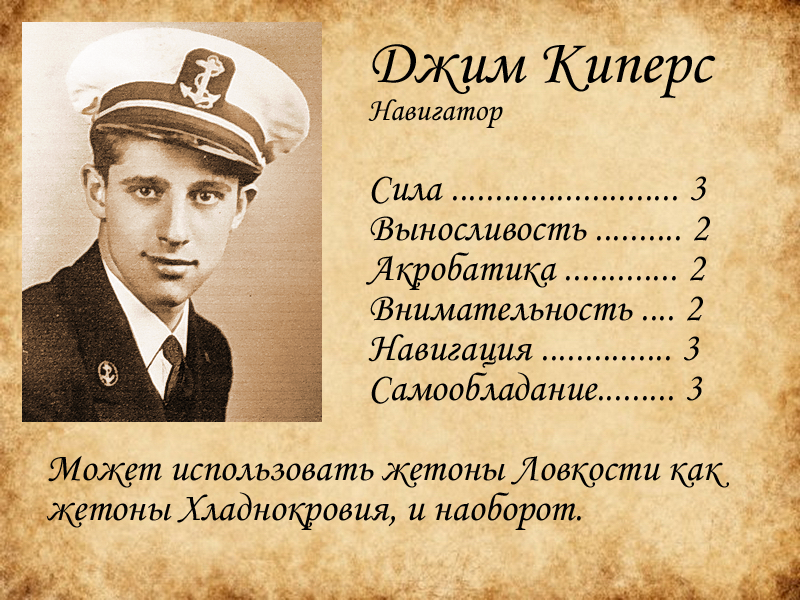 Джим Киперс
Навигатор
Сила .......................... 3
Выносливость .......... 2
Акробатика ............. 2
Внимательность .... 2
Навигация ............... 3
Самообладание......... 3
Может использовать жетоны Ловкости как
жетоны Хладнокровия, и наоборот.